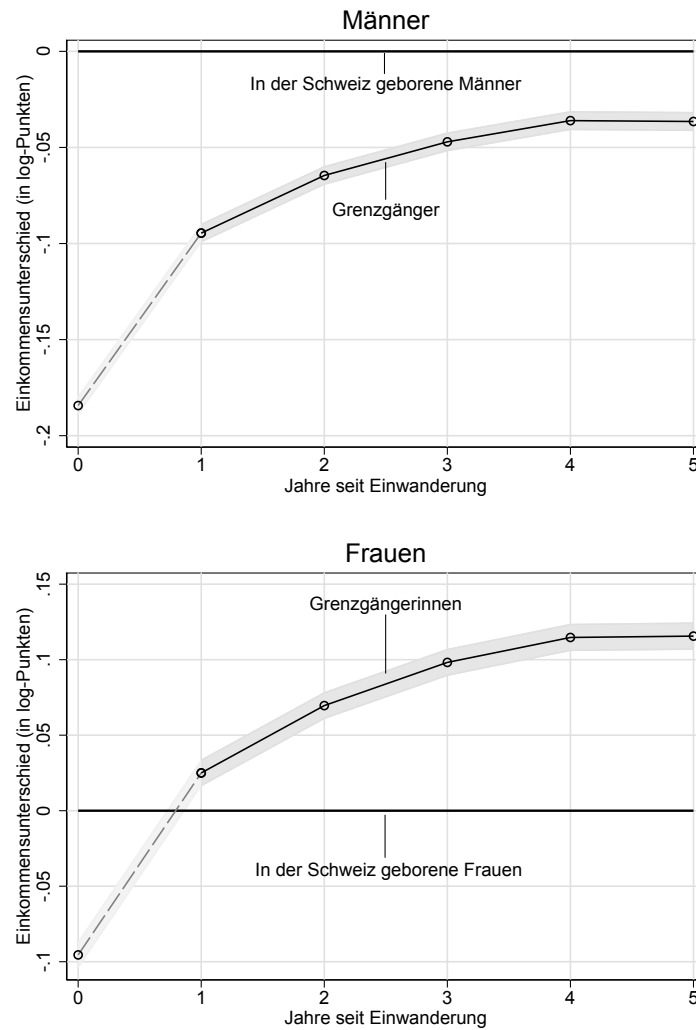 Männer
Einkommensunterschied (in log-Punkten)
0
-.05
-.1
-.15
-.2
In der Schweiz geborene Männer
Grenzgänger
0 1 2 3 4 5
Jahre seit Einwanderung
Frauen
Einkommensunterschied (in log-Punkten)
.15
.1
.05
0
-.05
-.1
Grenzgängerinnen
In der Schweiz geborene Frauen
0 1 2 3 4 5
Jahre seit Einwanderung